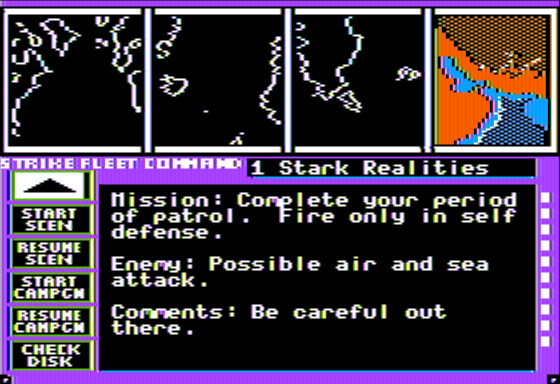 STRIKE FLEET COMMAND
1 Stark Realities
START
SCEN
RESUME
SCEN
START
CAMPGN
RESUME
CAMPGN
CHECK
DISK
Mission: Complete your period
of patrol.  Fire only in self
defense.
Enemy: Possible air and sea
attack.
Comments: Be careful out
there.